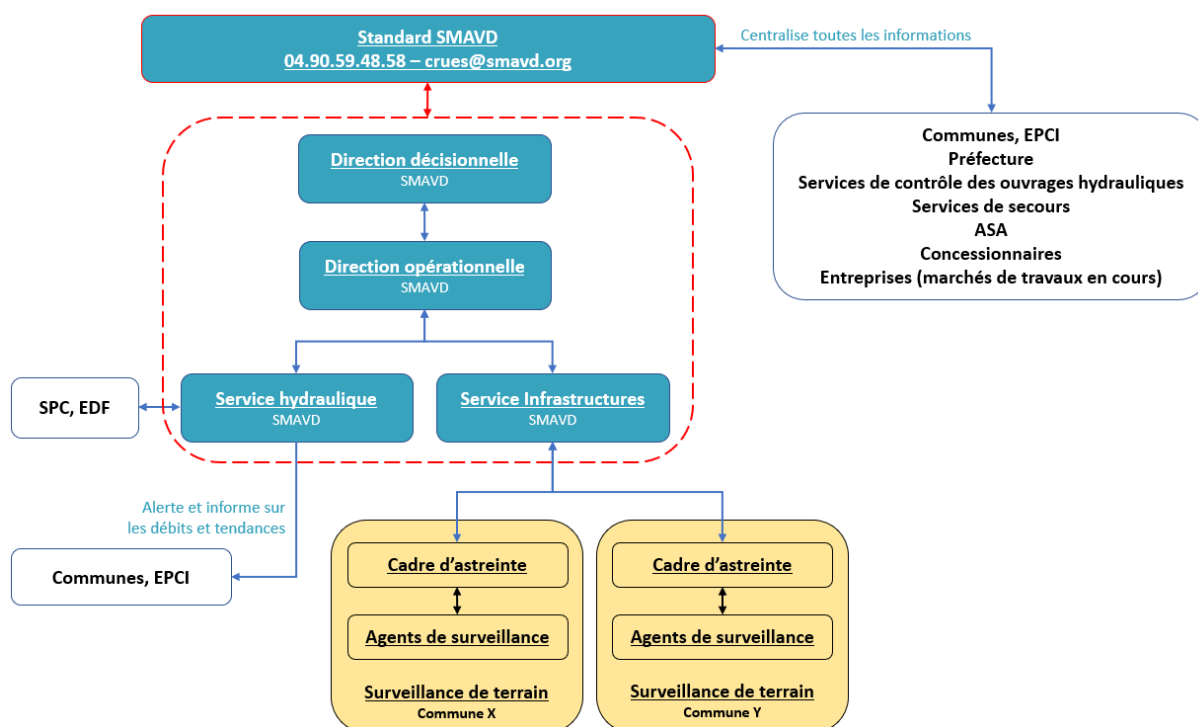 Standard SMAVD
04.90.59.48.58 – crues@smavd.org
Centralise toutes les informations
Communes, EPCI
Préfecture
Services de contrôle des ouvrages hydrauliques
Services de secours
ASA
Concessionnaires
Entreprises (marchés de travaux en cours)
Direction décisionnelle
SMAVD
Direction opérationnelle
SMAVD
SPC, EDF
Service hydraulique
SMAVD
Service Infrastructures
SMAVD
Alerte et informe sur
les débits et tendances
Communes, EPCI
Cadre d’astreinte
Agents de surveillance
Surveillance de terrain
Commune X
Cadre d’astreinte
Agents de surveillance
Surveillance de terrain
Commune Y